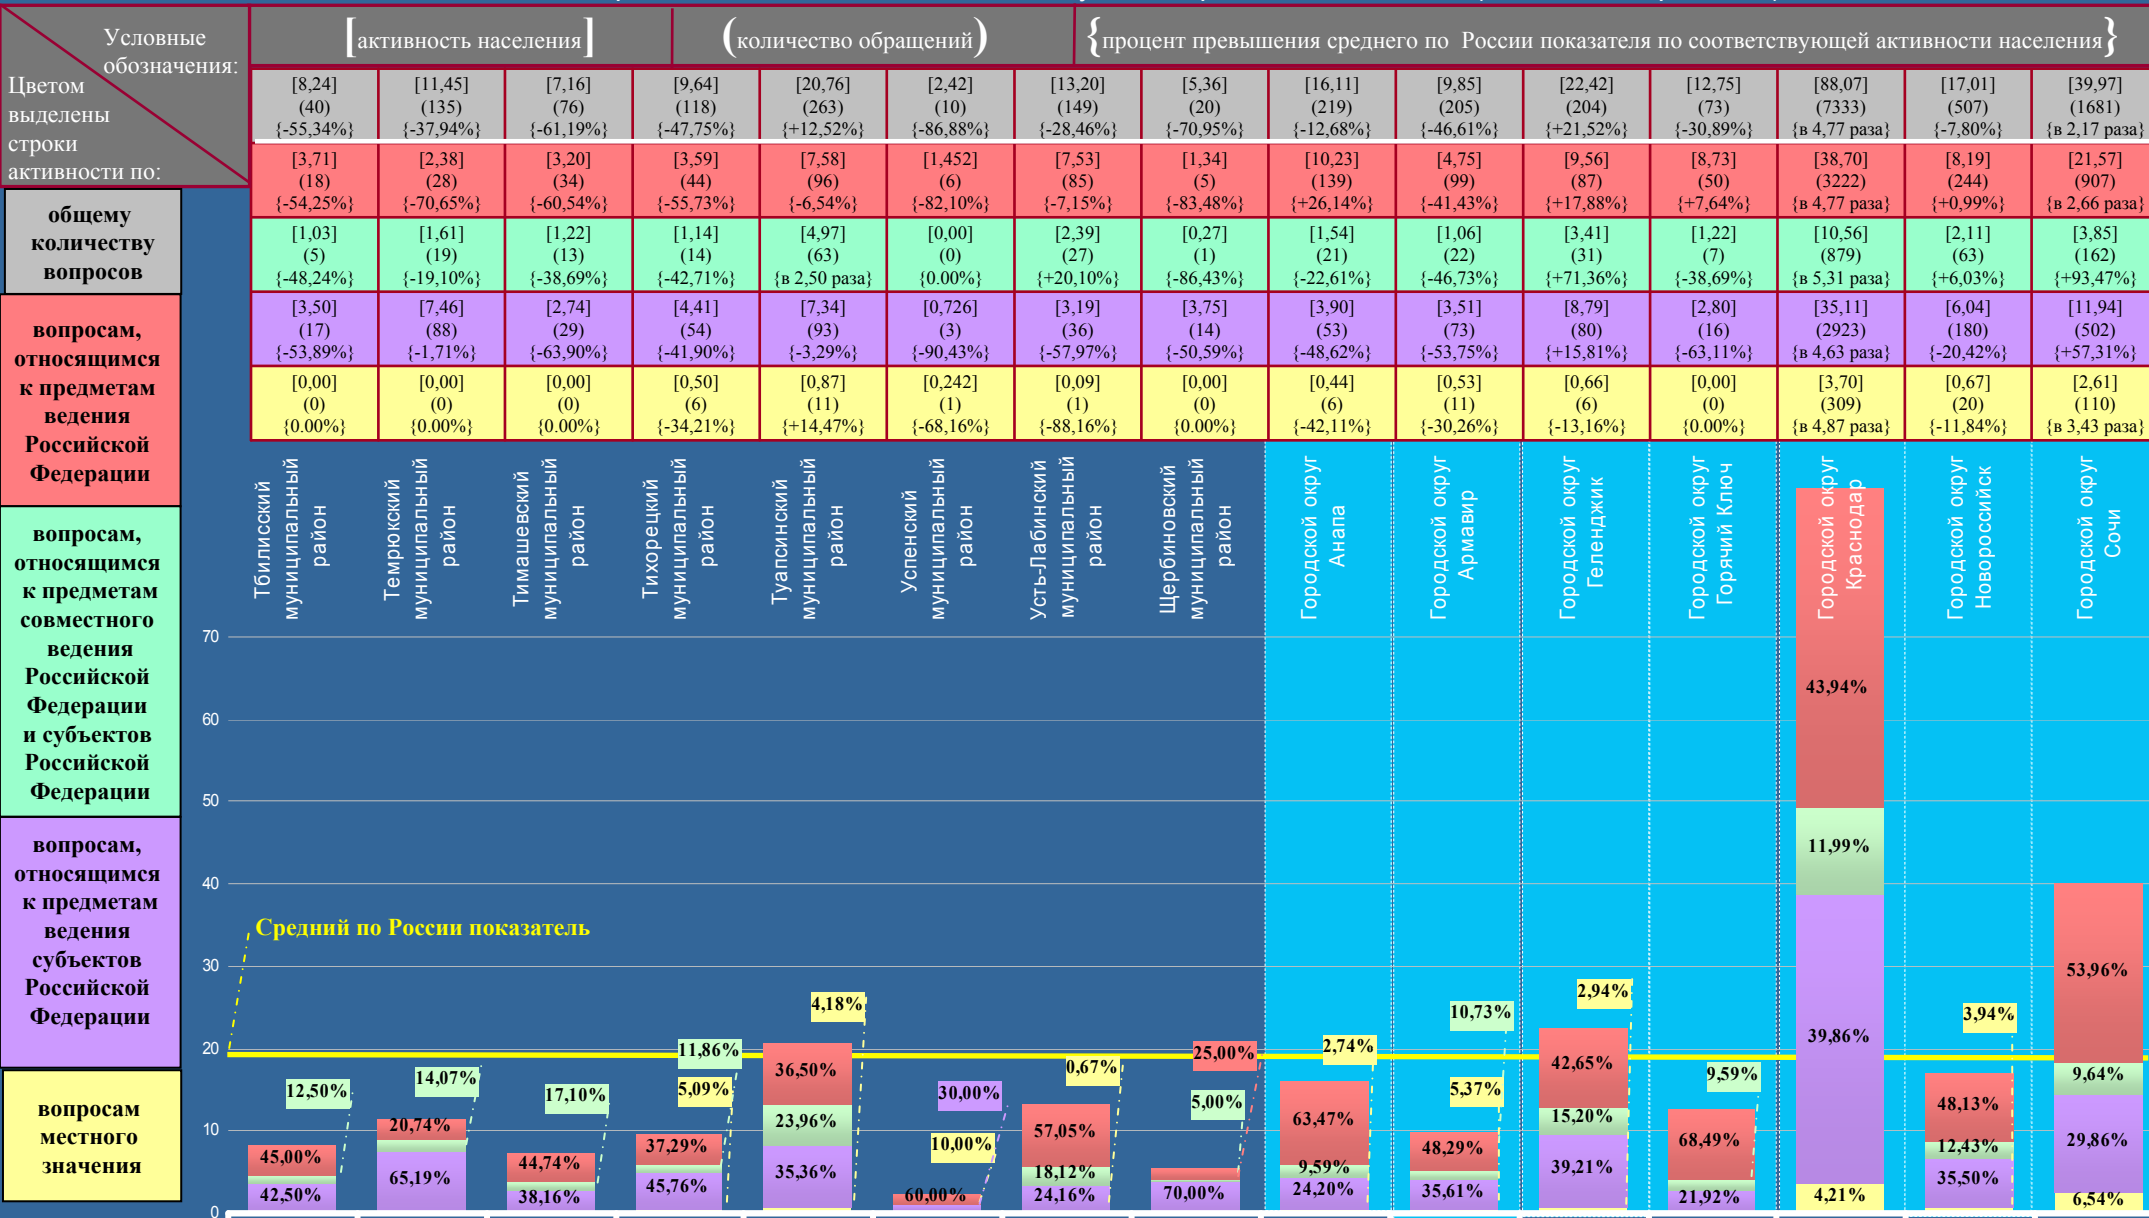 Условные
обозначения:
Цветом
выделены
строки
активности по:
[активность населения]
(количество обращений)
{процент превышения среднего по России показателя по соответствующей активности населения}
[8,24] [11,45] [7,16] [9,64] [20,76] [2,42] [13,20] [5,36] [16,11] [9,85] [22,42] [12,75] [88,07] [17,01] [39,97]
(40) (135) (76) (118) (263) (10) (149) (20) (219) (205) (204) (73) (7333) (507) (1681)
{-55,34%} {-37,94%} {-61,19%} {-47,75%} {+12,52%} {-86,88%} {-28,46%} {-70,95%} {-12,68%} {-46,61%} {+21,52%} {-30,89%} {в 4,77 раза} {-7,80%} {в 2,17 раза}
[3,71] [2,38] [3,20] [3,59] [7,58] [1,452] [7,53] [1,34] [10,23] [4,75] [9,56] [8,73] [38,70] [8,19] [21,57]
(18) (28) (34) (44) (96) (6) (85) (5) (139) (99) (87) (50) (3222) (244) (907)
{-54,25%} {-70,65%} {-60,54%} {-55,73%} {-6,54%} {-82,10%} {-7,15%} {-83,48%} {+26,14%} {-41,43%} {+17,88%} {+7,64%} {в 4,77 раза} {+0,99%} {в 2,66 раза}
[1,03] [1,61] [1,22] [1,14] [4,97] [0,00] [2,39] [0,27] [1,54] [1,06] [3,41] [1,22] [10,56] [2,11] [3,85]
(5) (19) (13) (14) (63) (0) (27) (1) (21) (22) (31) (7) (879) (63) (162)
{-48,24%} {-19,10%} {-38,69%} {-42,71%} {в 2,50 раза} {0.00%} {+20,10%} {-86,43%} {-22,61%} {-46,73%} {+71,36%} {-38,69%} {в 5,31 раза} {+6,03%} {+93,47%}
[3,50] [7,46] [2,74] [4,41] [7,34] [0,726] [3,19] [3,75] [3,90] [3,51] [8,79] [2,80] [35,11] [6,04] [11,94]
(17) (88) (29) (54) (93) (3) (36) (14) (53) (73) (80) (16) (2923) (180) (502)
{-53,89%} {-1,71%} {-63,90%} {-41,90%} {-3,29%} {-90,43%} {-57,97%} {-50,59%} {-48,62%} {-53,75%} {+15,81%} {-63,11%} {в 4,63 раза} {-20,42%} {+57,31%}
[0,00] [0,00] [0,00] [0,50] [0,87] [0,242] [0,09] [0,00] [0,44] [0,53] [0,66] [0,00] [3,70] [0,67] [2,61]
(0) (0) (0) (6) (11) (1) (1) (0) (6) (11) (6) (0) (309) (20) (110)
{0.00%} {0.00%} {0.00%} {-34,21%} {+14,47%} {-68,16%} {-88,16%} {0.00%} {-42,11%} {-30,26%} {-13,16%} {0.00%} {в 4,87 раза} {-11,84%} {в 3,43 раза}
общему
количеству
вопросов
вопросам,
относящимся
к предметам
ведения
Российской
Федерации
вопросам,
относящимся
к предметам
совместного
ведения
Российской
Федерации
и субъектов
Российской
Федерации
вопросам,
относящимся
к предметам
ведения
субъектов
Российской
Федерации
вопросам
местного
значения
Тбилисский
муниципальный
район
Темрюкский
муниципальный
район
Тимашевский
муниципальный
район
Тихорецкий
муниципальный
район
Туапсинский
муниципальный
район
Успенский
муниципальный
район
Усть-Лабинский
муниципальный
район
Щербиновский
муниципальный
район
Городской округ
Анапа
Городской округ
Армавир
Городской округ
Геленджик
Городской округ
Горячий Ключ
Городской округ
Краснодар
Городской округ
Новороссийск
Городской округ
Сочи
70
60
50
40
30
20
10
0
Средний по России показатель
12,50%
45,00%
42,50%
14,07%
20,74%
65,19%
17,10%
44,74%
38,16%
11,86%
5,09%
37,29%
45,76%
4,18%
36,50%
23,96%
35,36%
30,00%
10,00%
60,00%
0,67%
57,05%
18,12%
24,16%
25,00%
5,00%
70,00%
2,74%
63,47%
9,59%
24,20%
10,73%
5,37%
48,29%
35,61%
2,94%
42,65%
15,20%
39,21%
9,59%
68,49%
21,92%
43,94%
11,99%
39,86%
4,21%
3,94%
48,13%
12,43%
35,50%
53,96%
9,64%
29,86%
6,54%